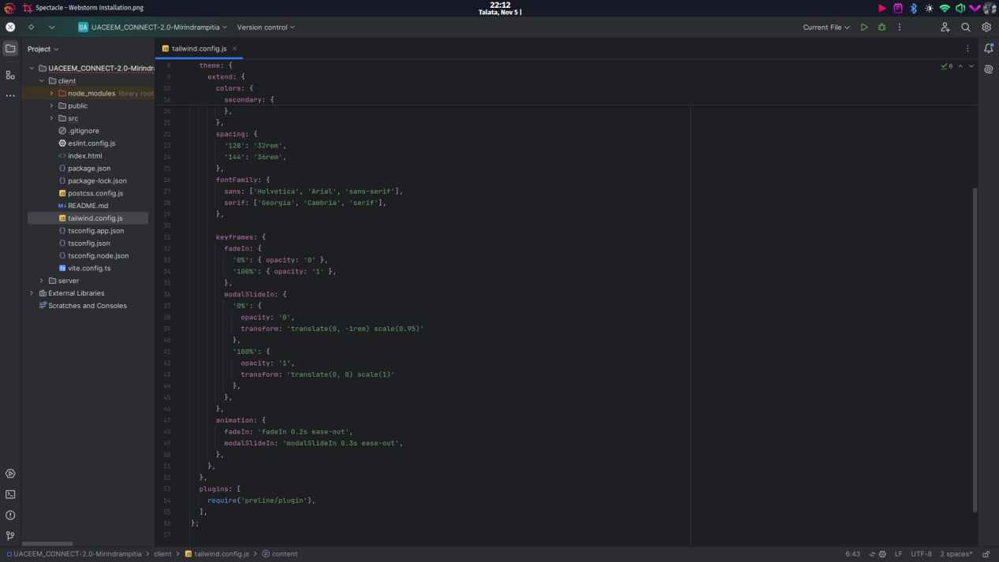 Spectacle - Webstorm Installation.png
22:12
Talata, Nov 5
UA UACEEM_CONNECT-2.0-Mirindrampitia Version control
Current File
Project
tailwind.config.js
UACEEM_CONNECT-2.0-Mirindra
client
node_modules library root
public
src
.gitignore
eslint.config.js
index.html
package.json
package-lock.json
postcss.config.js
README.md
tailwind.config.js
tsconfig.app.json
tsconfig.json
tsconfig.node.json
vite.config.ts
server
External Libraries
Scratches and Consoles
6
8 theme: {
9 extend: {
10 colors: {
16 secondary: {
20 },
21 },
22 spacing: {
23 '128': '32rem',
24 '144': '36rem',
25 },
26 fontFamily: {
27 sans: ['Helvetica', 'Arial', 'sans-serif'],
28 serif: ['Georgia', 'Cambria', 'serif'],
29 },
30
31 keyframes: {
32 fadeIn: {
33 '0%': { opacity: '0' },
34 '100%': { opacity: '1' },
35 },
36 modalSlideIn: {
37 '0%': {
38 opacity: '0',
39 transform: 'translate(0, -1rem) scale(0.95)'
40 },
41 '100%': {
42 opacity: '1',
43 transform: 'translate(0, 0) scale(1)'
44 },
45 },
46 },
47 animation: {
48 fadeIn: 'fadeIn 0.2s ease-out',
49 modalSlideIn: 'modalSlideIn 0.3s ease-out',
50 },
51 },
52 },
53 plugins: [
54 require('preline/plugin'),
55 ],
56 };
57
UACEEM_CONNECT-2.0-Mirindrampitia > client > tailwind.config.js > content
6:43 LF UTF-8 2 spaces*